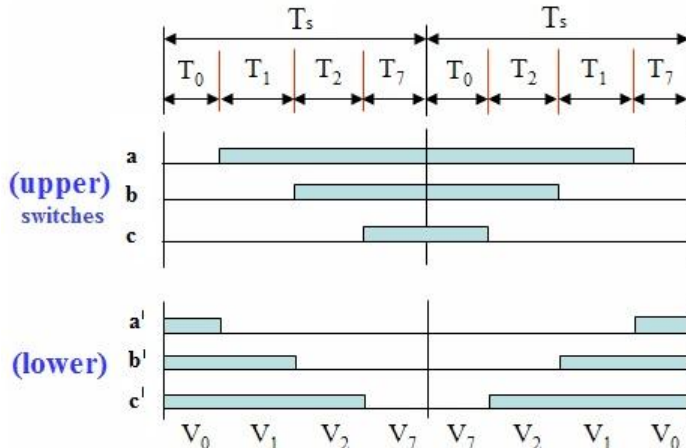 Ts Ts
T0 T1 T2 T7 T0 T2 T1 T7
a
(upper) b
switches
c
a'
(lower) b'
c'
V0 V1 V2 V7 V7 V2 V1 V0